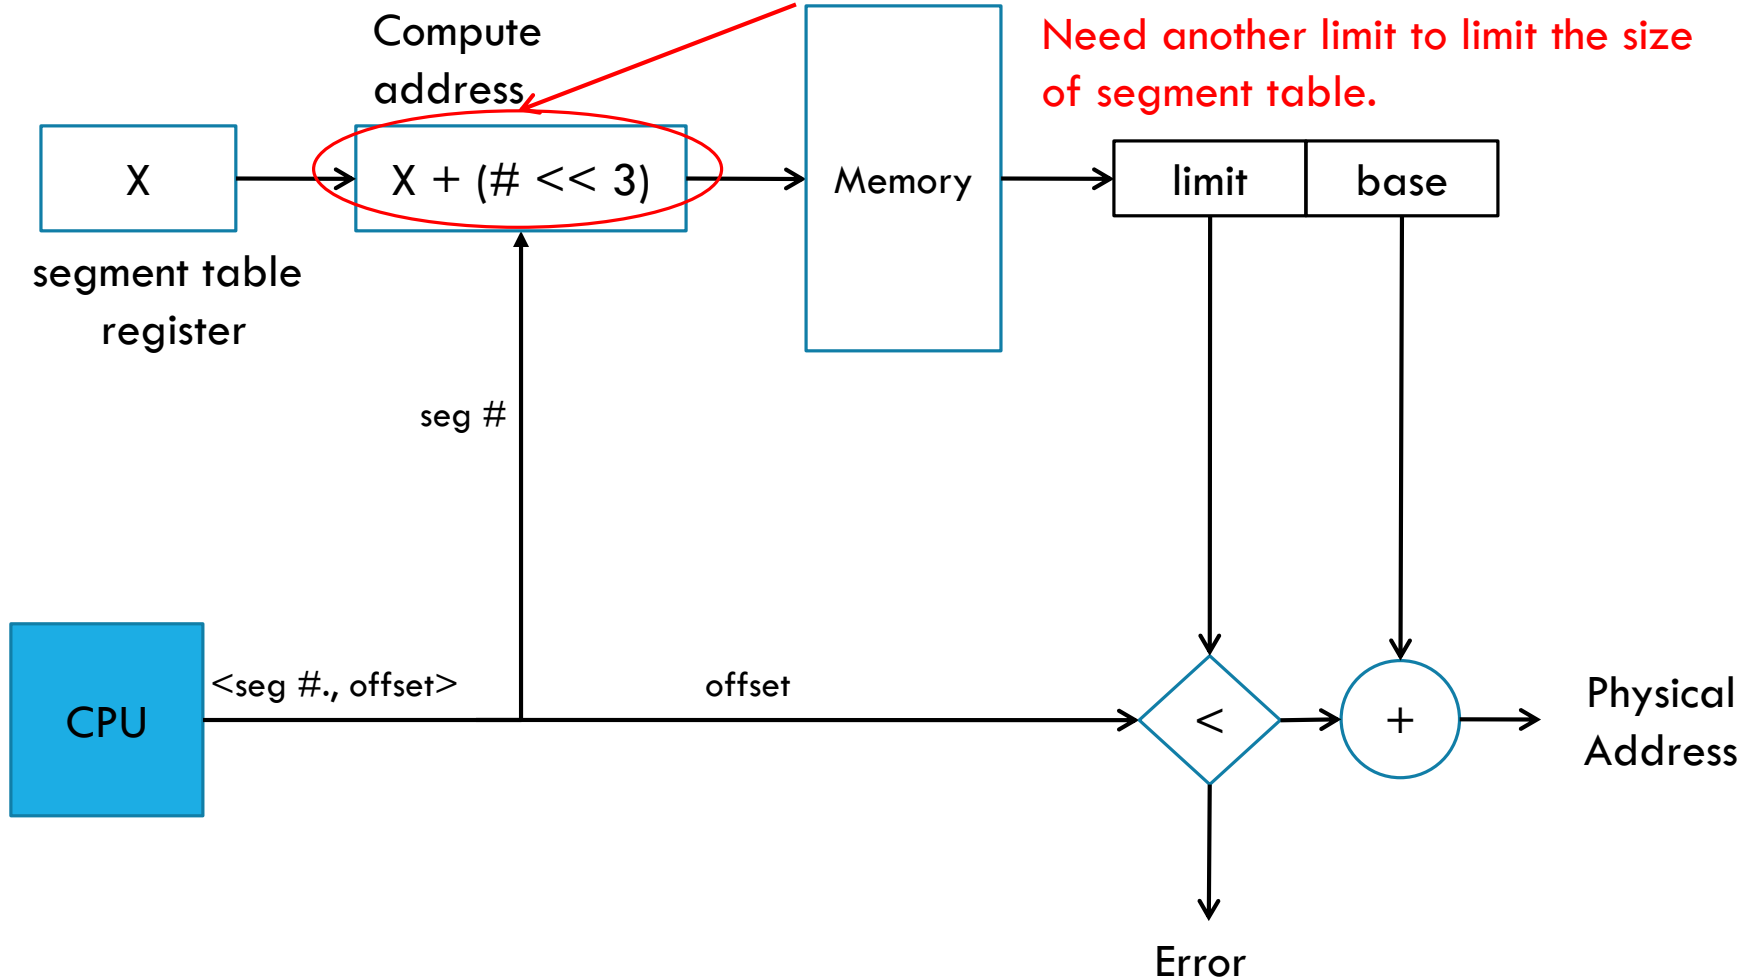 Compute
address
Need another limit to limit the size
of segment table.
X
X + (# << 3)
Memory
limit
base
segment table
register
seg #
<seg #., offset>
offset
CPU
<
+
Physical
Address
Error